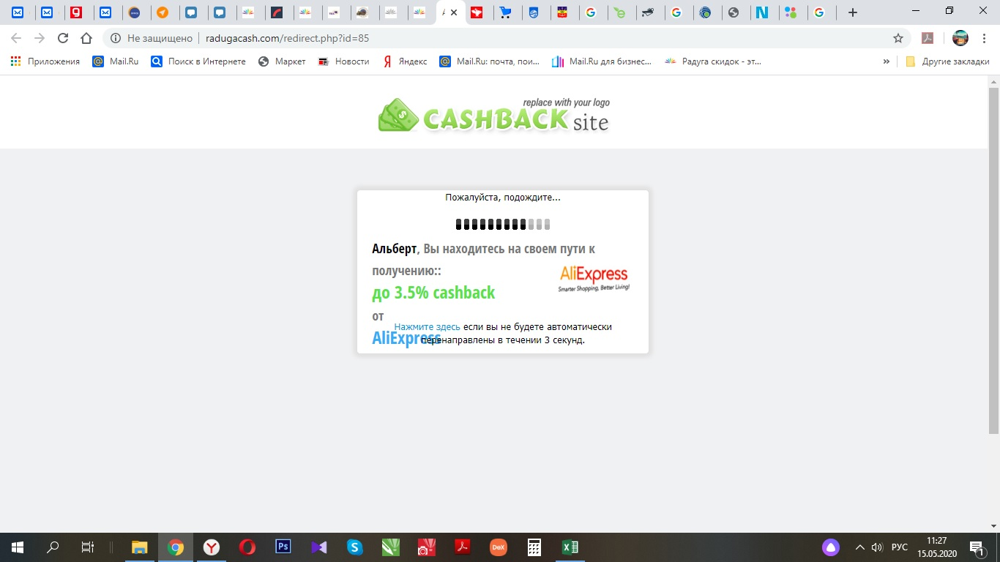 Не защищено
radugacash.com/redirect.php?id=85
Приложения
Mail.Ru
Поиск в Интернете
Маркет
Новости
Яндекс
Mail.Ru: почта, пои...
Mail.Ru для бизнес...
Радуга скидок - эт...
»
Другие закладки
replace with your logo
CASHBACK site
Пожалуйста, подождите...
Альберт, Вы находитесь на своем пути к
получению::
AliExpress
Smarter Shopping, Better Living!
до 3.5% cashback
от
AliExpress
Нажмите здесь если вы не будете автоматически
перенаправлены в течении 3 секунд.
РУС
11:27
15.05.2020